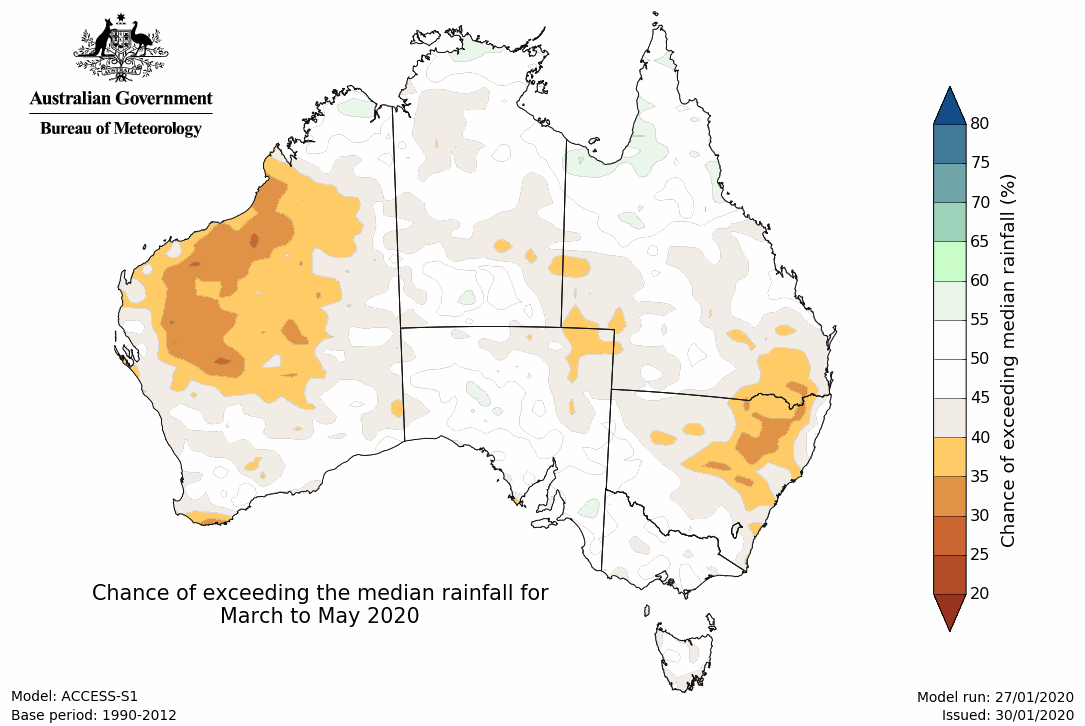 AUSTRALIA
Australian Government
Bureau of Meteorology
80
75
70
65
60
55
50
45
40
35
30
25
20
Chance of exceeding median rainfall (%)
Chance of exceeding the median rainfall for
March to May 2020
Model: ACCESS-S1
Base period: 1990-2012
Model run: 27/01/2020
Issued: 30/01/2020